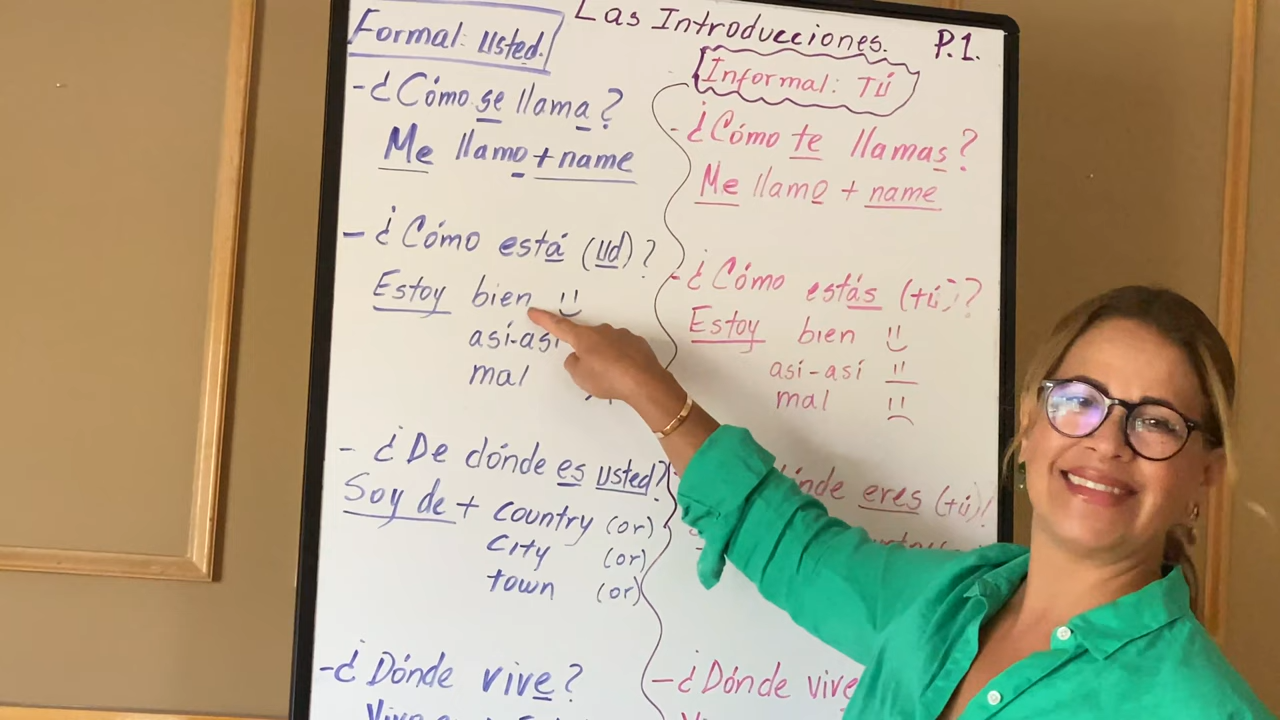 Las Introducciones. P.1.
Formal: Usted.
-¿Cómo se llama?
Me llamo + name
- ¿Cómo está (Ud)?
Estoy bien
así-así
mal
- ¿De dónde es usted?
Soy de + country (or)
City (or)
town (or)
-¿Dónde vive?
Informal: TÚ
-¿Cómo te llamas?
Me llamo + name
-¿Cómo estás (tú)?
Estoy bien
así-así
mal
eres (tú)?
-¿Dónde